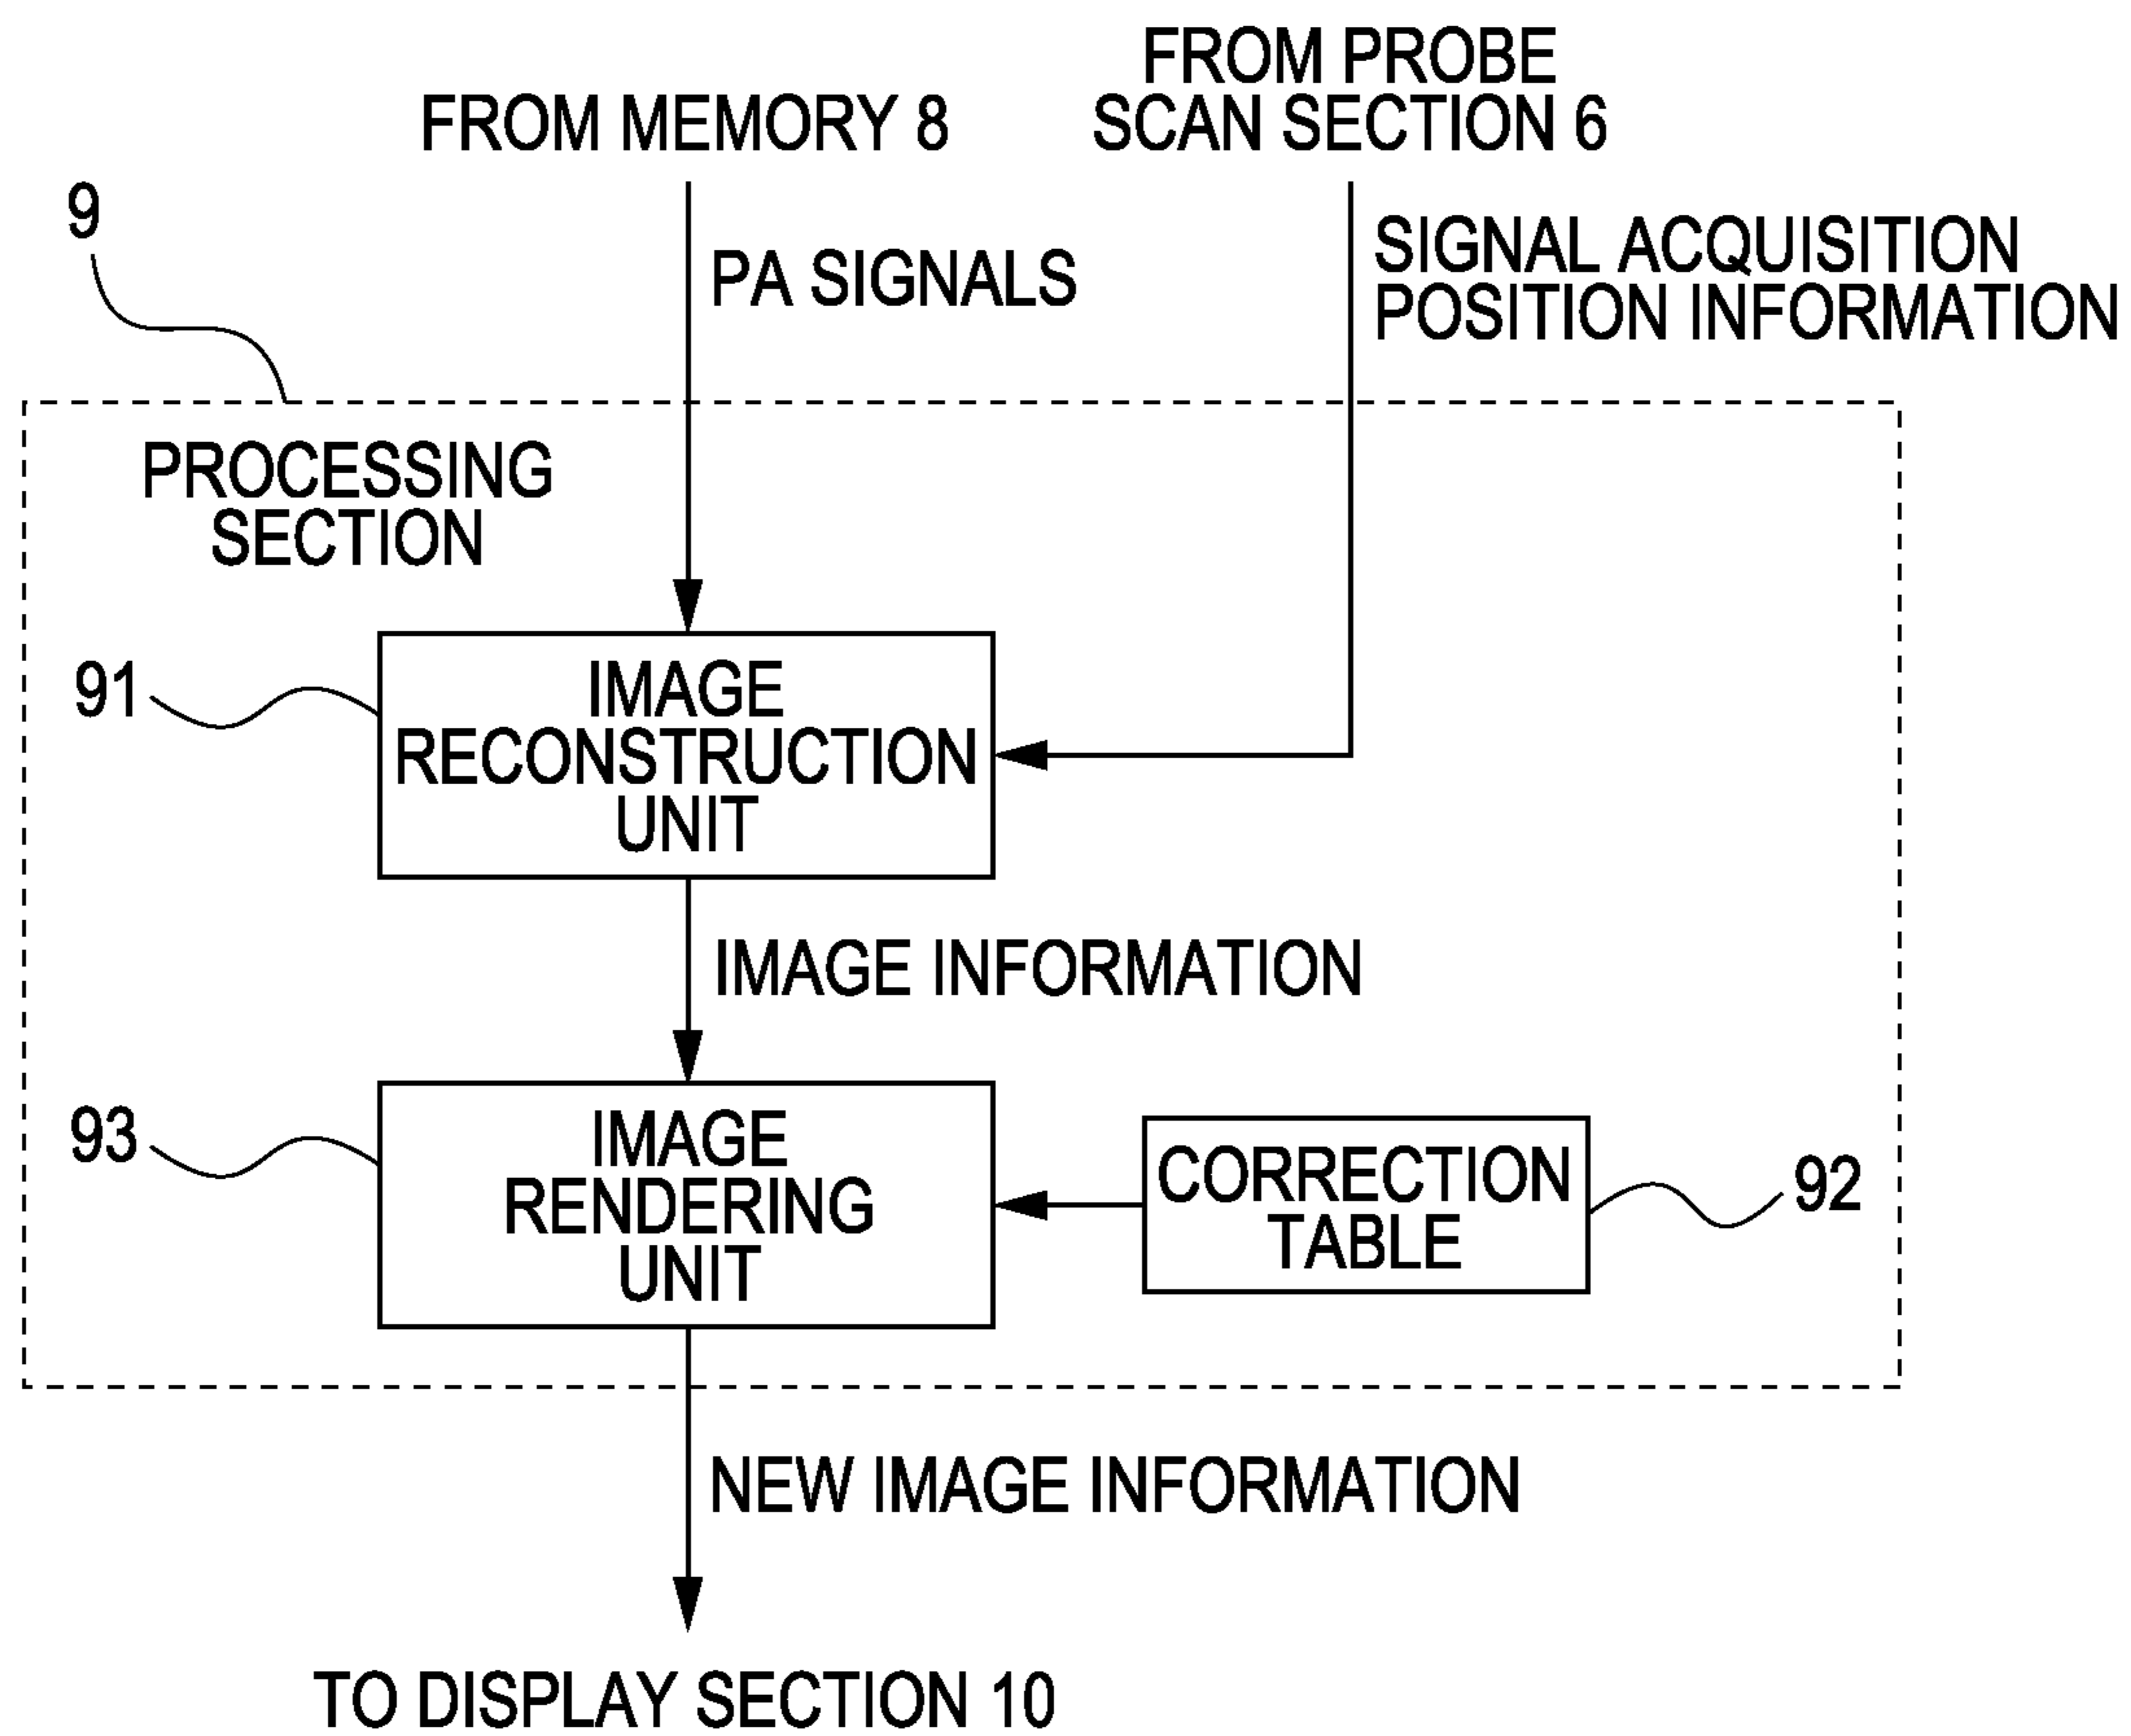 FROM MEMORY 8
FROM PROBE
SCAN SECTION 6
9
PA SIGNALS
SIGNAL ACQUISITION
POSITION INFORMATION
PROCESSING
SECTION
91
IMAGE
RECONSTRUCTION
UNIT
IMAGE INFORMATION
93
IMAGE
RENDERING
UNIT
CORRECTION
TABLE
92
NEW IMAGE INFORMATION
TO DISPLAY SECTION 10